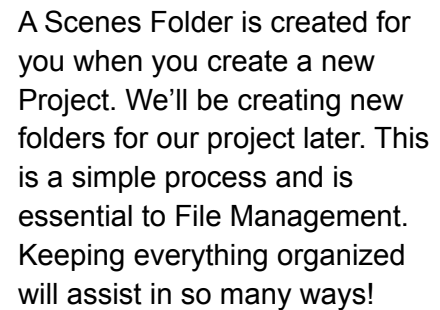 A Scenes Folder is created for
you when you create a new
Project. We’ll be creating new
folders for our project later. This
is a simple process and is
essential to File Management.
Keeping everything organized
will assist in so many ways!